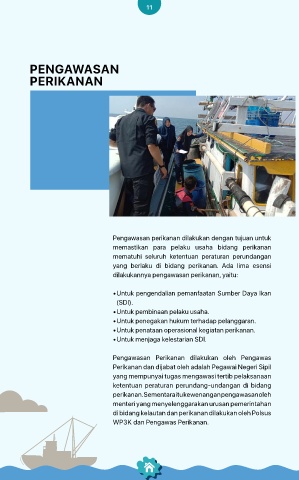 11
PENGAWASAN
PERIKANAN
Pengawasan perikanan dilakukan dengan tujuan untuk
memastikan para pelaku usaha bidang perikanan
mematuhi seluruh ketentuan peraturan perundangan
yang berlaku di bidang perikanan. Ada lima esensi
dilakukannya pengawasan perikanan, yaitu:
•Untuk pengendalian pemanfaatan Sumber Daya Ikan
(SDI).
•Untuk pembinaan pelaku usaha.
•Untuk penegakan hukum terhadap pelanggaran.
•Untuk penataan operasional kegiatan perikanan.
•Untuk menjaga kelestarian SDI.
Pengawasan Perikanan dilakukan oleh Pengawas
Perikanan dan dijabat oleh adalah Pegawai Negeri Sipil
yang mempunyai tugas mengawasi tertib pelaksanaan
ketentuan peraturan perundang-undangan di bidang
perikanan. Sementara itu kewenangan pengawasan oleh
menteri yang menyelenggarakan urusan pemerintahan
di bidang kelautan dan perikanan dilakukan oleh Polsus
WP3K dan Pengawas Perikanan.